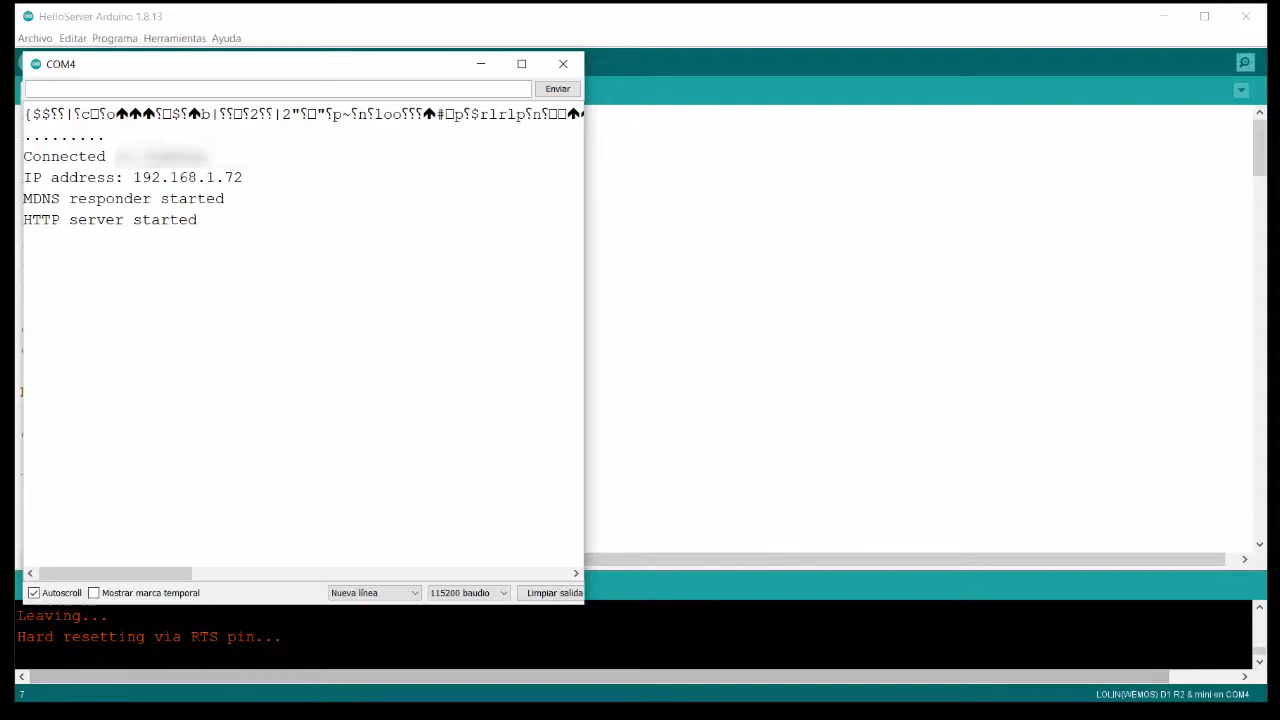 HelloServer Arduino 1.8.13
Archivo Editar Programa Herramientas Ayuda
COM4
Enviar
.........
Connected
IP address: 192.168.1.72
MDNS responder started
HTTP server started
Autoscroll Mostrar marca temporal Nueva línea 115200 baudio Limpiar salida
Leaving...
Hard resetting via RTS pin...
7 LOLIN(WEMOS) D1 R2 & mini en COM4